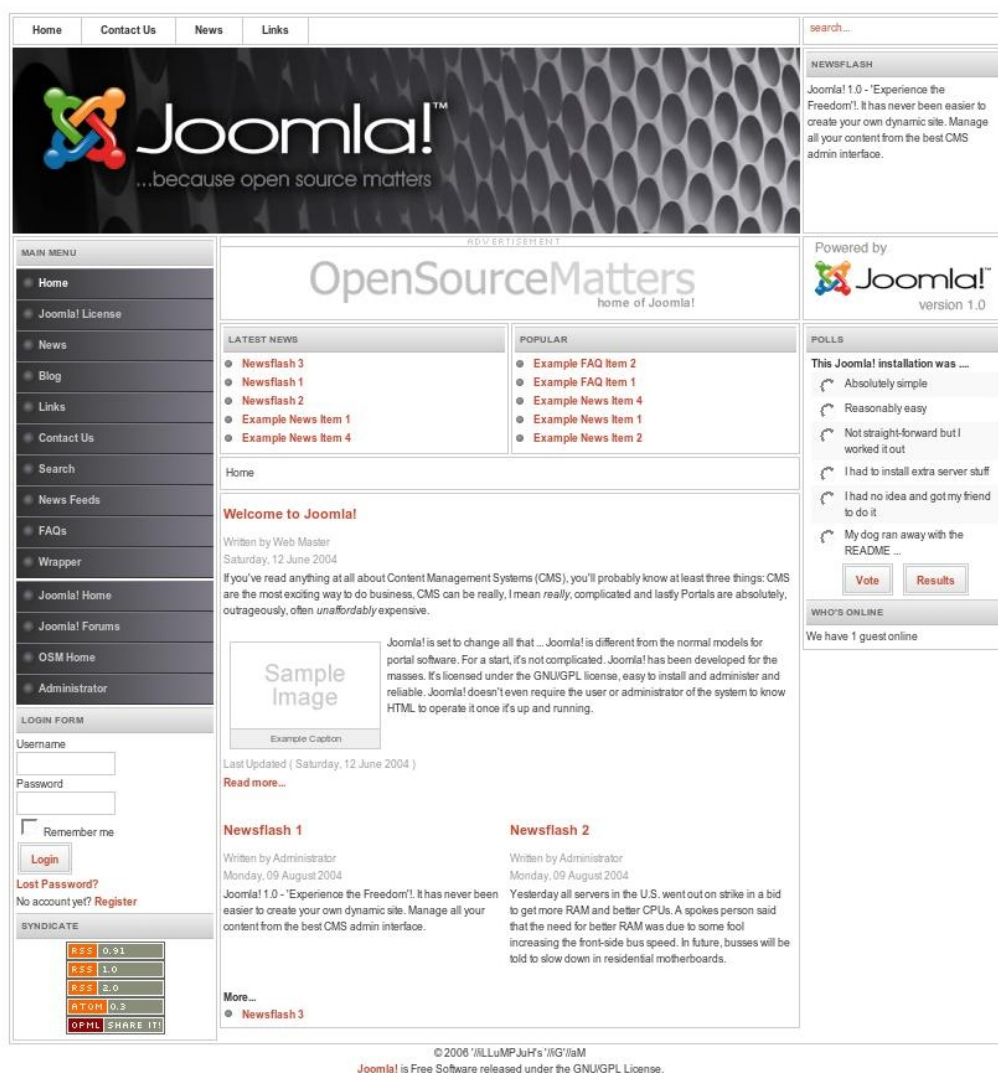 Home Contact Us News Links
search...
Joomla!™
...because open source matters
NEWSFLASH
Joomla! 1.0 - 'Experience the
Freedom'!. It has never been easier to
create your own dynamic site. Manage
all your content from the best CMS
admin interface.
MAIN MENU
Home
Joomla! License
News
Blog
Links
Contact Us
Search
News Feeds
FAQs
Wrapper
Joomla! Home
Joomla! Forums
OSM Home
Administrator
LOGIN FORM
Username
Password
Remember me
Login
Lost Password?
No account yet? Register
SYNDICATE
RSS 0.91
RSS 1.0
RSS 2.0
ATOM 0.3
OPML SHARE IT!
ADVERTISEMENT
OpenSourceMatters
home of Joomla!
LATEST NEWS
Newsflash 3
Newsflash 1
Newsflash 2
Example News Item 1
Example News Item 4
POPULAR
Example FAQ Item 2
Example FAQ Item 1
Example News Item 4
Example News Item 1
Example News Item 2
Home
Welcome to Joomla!
Written by Web Master
Saturday, 12 June 2004
If you've read anything at all about Content Management Systems (CMS), you'll probably know at least three things: CMS
are the most exciting way to do business, CMS can be really, I mean really, complicated and lastly Portals are absolutely,
outrageously, often unaffordably expensive.
Sample
Image
Example Caption
Joomla! is set to change all that ... Joomla! is different from the normal models for
portal software. For a start, it's not complicated. Joomla! has been developed for the
masses. It's licensed under the GNU/GPL license, easy to install and administer and
reliable. Joomla! doesn't even require the user or administrator of the system to know
HTML to operate it once it's up and running.
Last Updated ( Saturday, 12 June 2004 )
Read more...
Newsflash 1
Written by Administrator
Monday, 09 August 2004
Joomla! 1.0 - 'Experience the Freedom'!. It has never been
easier to create your own dynamic site. Manage all your
content from the best CMS admin interface.
Newsflash 2
Written by Administrator
Monday, 09 August 2004
Yesterday all servers in the U.S. went out on strike in a bid
to get more RAM and better CPUs. A spokes person said
that the need for better RAM was due to some fool
increasing the front-side bus speed. In future, busses will be
told to slow down in residential motherboards.
More...
Newsflash 3
Powered by
Joomla!™
version 1.0
POLLS
This Joomla! installation was ....
Absolutely simple
Reasonably easy
Not straight-forward but I
worked it out
I had to install extra server stuff
I had no idea and got my friend
to do it
My dog ran away with the
README ...
Vote Results
WHO'S ONLINE
We have 1 guest online
© 2006 '//iLLuMPJuH's '//iG'//aM
Joomla! is Free Software released under the GNU/GPL License.